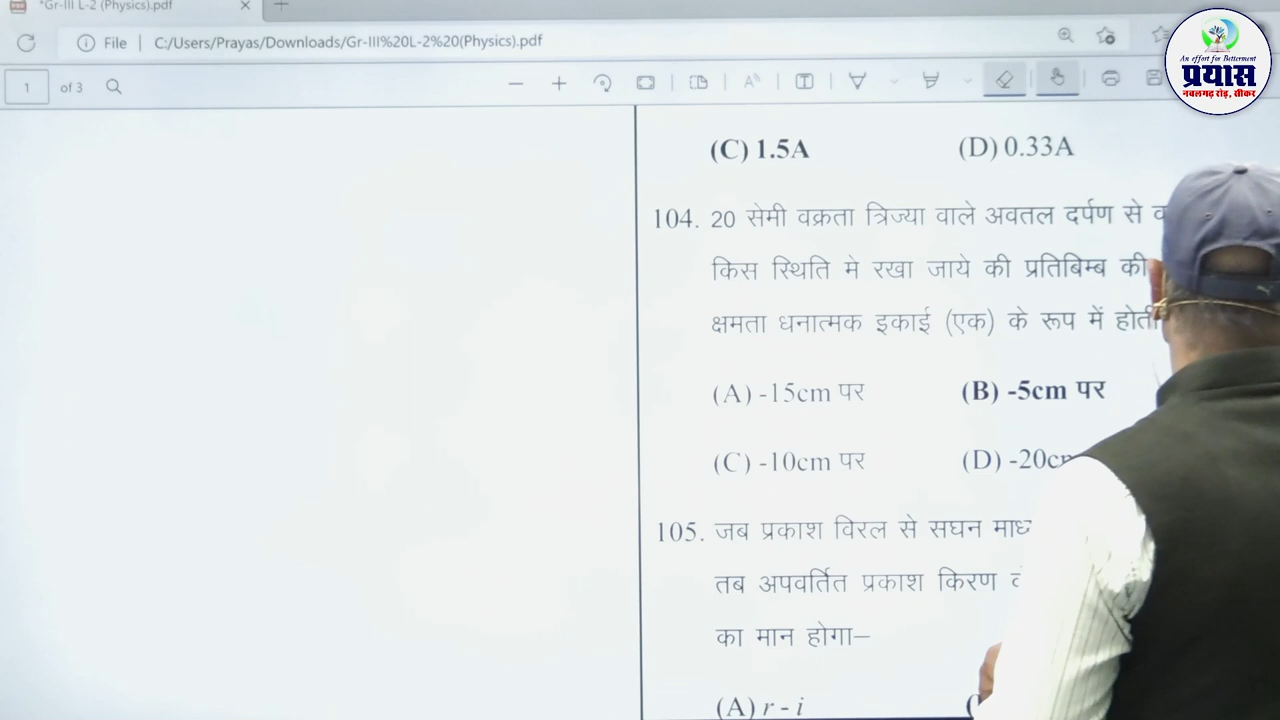 *Gr-III L-2 (Physics).pdf
File C:/Users/Prayas/Downloads/Gr-III%20L-2%20(Physics).pdf
1 of 3
An effort for Betterment
प्रयास
नवलगढ़ रोड़, सीकर
(C) 1.5A (D) 0.33A
104. 20 सेमी वक्रता त्रिज्या वाले अवतल दर्पण से
किस स्थिति मे रखा जाये की प्रतिबिम्ब की
क्षमता धनात्मक इकाई (एक) के रूप में होती
(A) -15cm पर (B) -5cm पर
(C) -10cm पर (D) -20cm
105. जब प्रकाश विरल से सघन
तब अपवर्तित प्रकाश किरण
का मान होगा–
(A) r - i